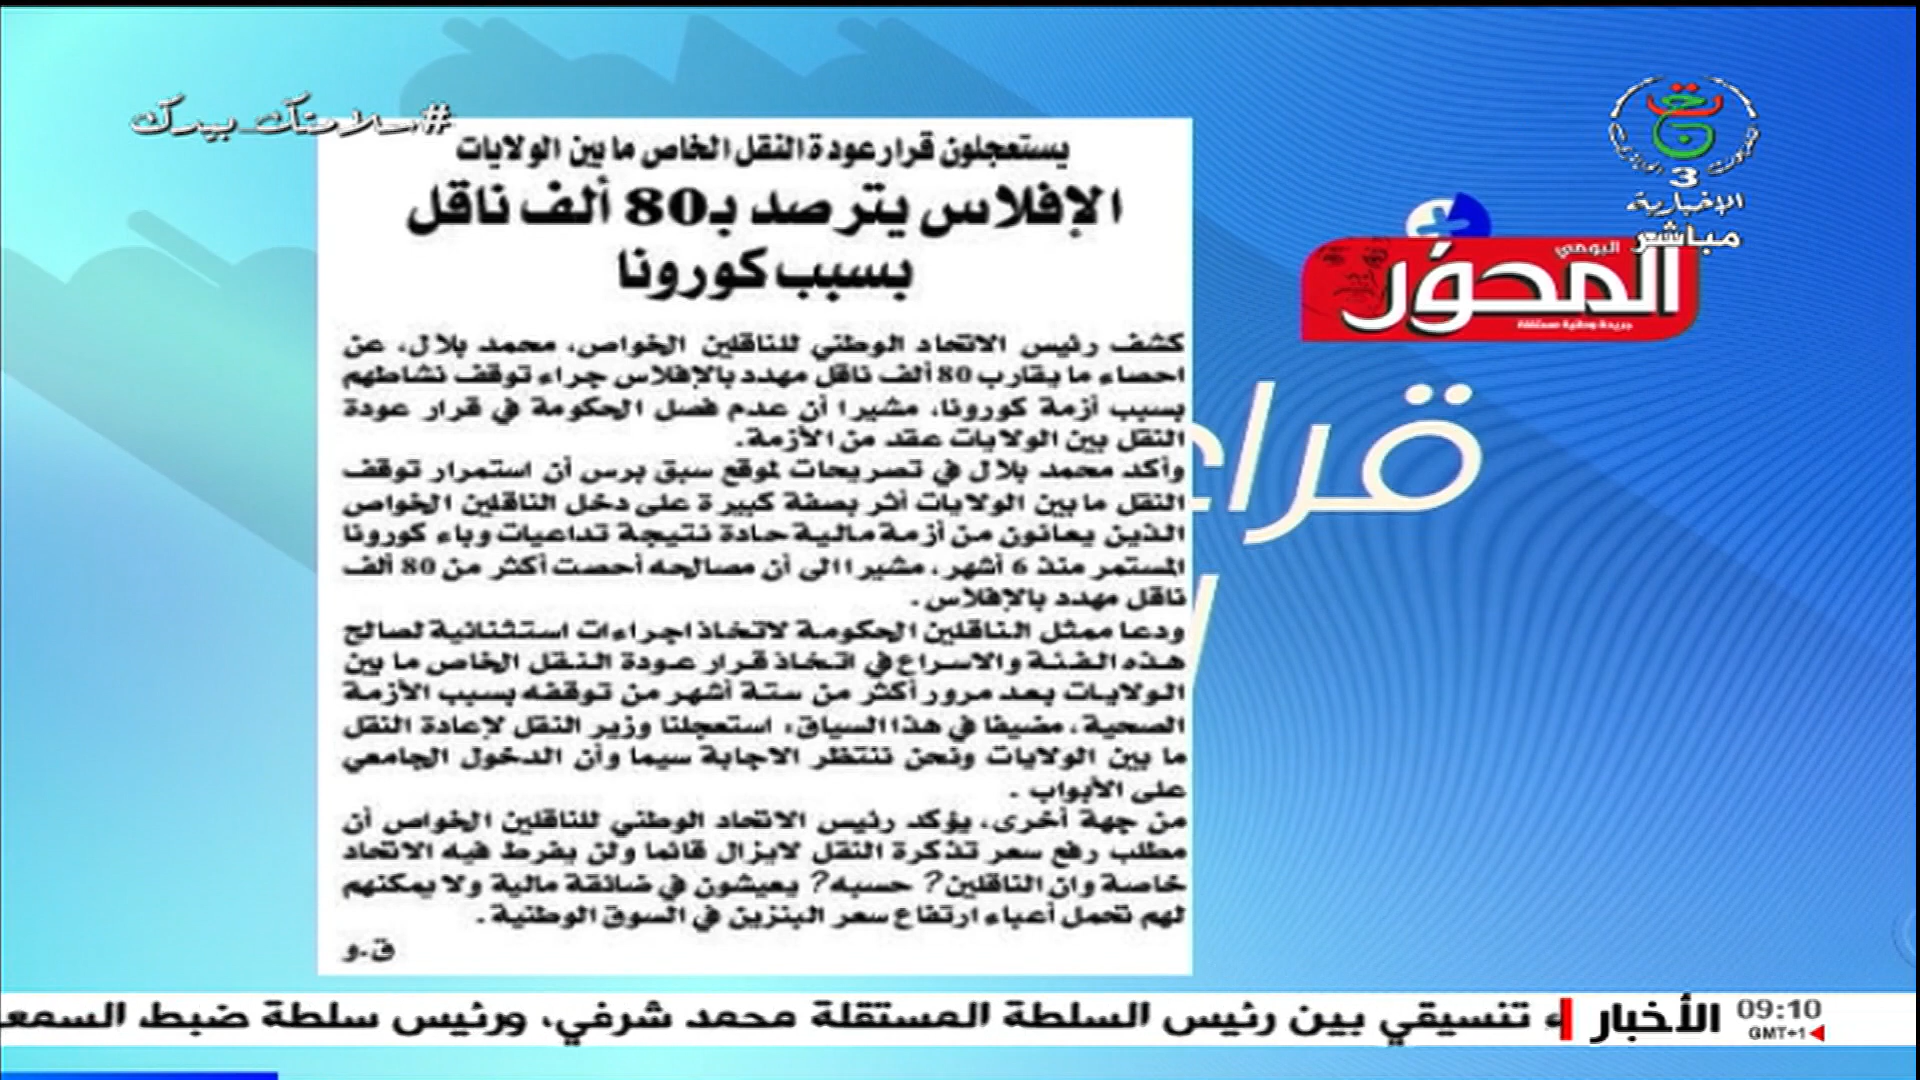 #سلامتك_بيدك
3
الإخبارية
مباشر
اليومي
المحور
جريدة وطنية مستقلة
يستعجلون قرار عودة النقل الخاص ما بين الولايات
الإفلاس يترصد بـ80 ألف ناقل
بسبب كورونا
كشف رئيس الاتحاد الوطني للناقلين الخواص، محمد بلال، عن
احصاء ما يقارب 80 ألف ناقل مهدد بالإفلاس جراء توقف نشاطهم
بسبب أزمة كورونا، مشيرا أن عدم فصل الحكومة في قرار عودة
النقل بين الولايات عقد من الأزمة.
وأكد محمد بلال في تصريحات لموقع سبق برس أن استمرار توقف
النقل ما بين الولايات أثر بصفة كبيرة على دخل الناقلين الخواص
الذين يعانون من أزمة مالية حادة نتيجة تداعيات وباء كورونا
المستمر منذ 6 أشهر، مشيرا الى أن مصالحه أحصت أكثر من 80 ألف
ناقل مهدد بالإفلاس.
ودعا ممثل الناقلين الحكومة لاتخاذ اجراءات استثنائية لصالح
هذه الفئة والاسراع في اتخاذ قرار عودة النقل الخاص ما بين
الولايات بعد مرور أكثر من ستة أشهر من توقفه بسبب الأزمة
الصحية، مضيفا في هذا السياق: استعجلنا وزير النقل لإعادة النقل
ما بين الولايات ونحن ننتظر الاجابة سيما وأن الدخول الجامعي
على الأبواب .
من جهة أخرى، يؤكد رئيس الاتحاد الوطني للناقلين الخواص أن
مطلب رفع سعر تذكرة النقل لايزال قائما ولن يفرط فيه الاتحاد
خاصة وان الناقلين? حسبه? يعيشون في ضائقة مالية ولا يمكنهم
لهم تحمل أعباء ارتفاع سعر البنزين في السوق الوطنية.
ق.و
قراء
09:10
GMT+1
الأخبار
ء تنسيقي بين رئيس السلطة المستقلة محمد شرفي، ورئيس سلطة ضبط السمع